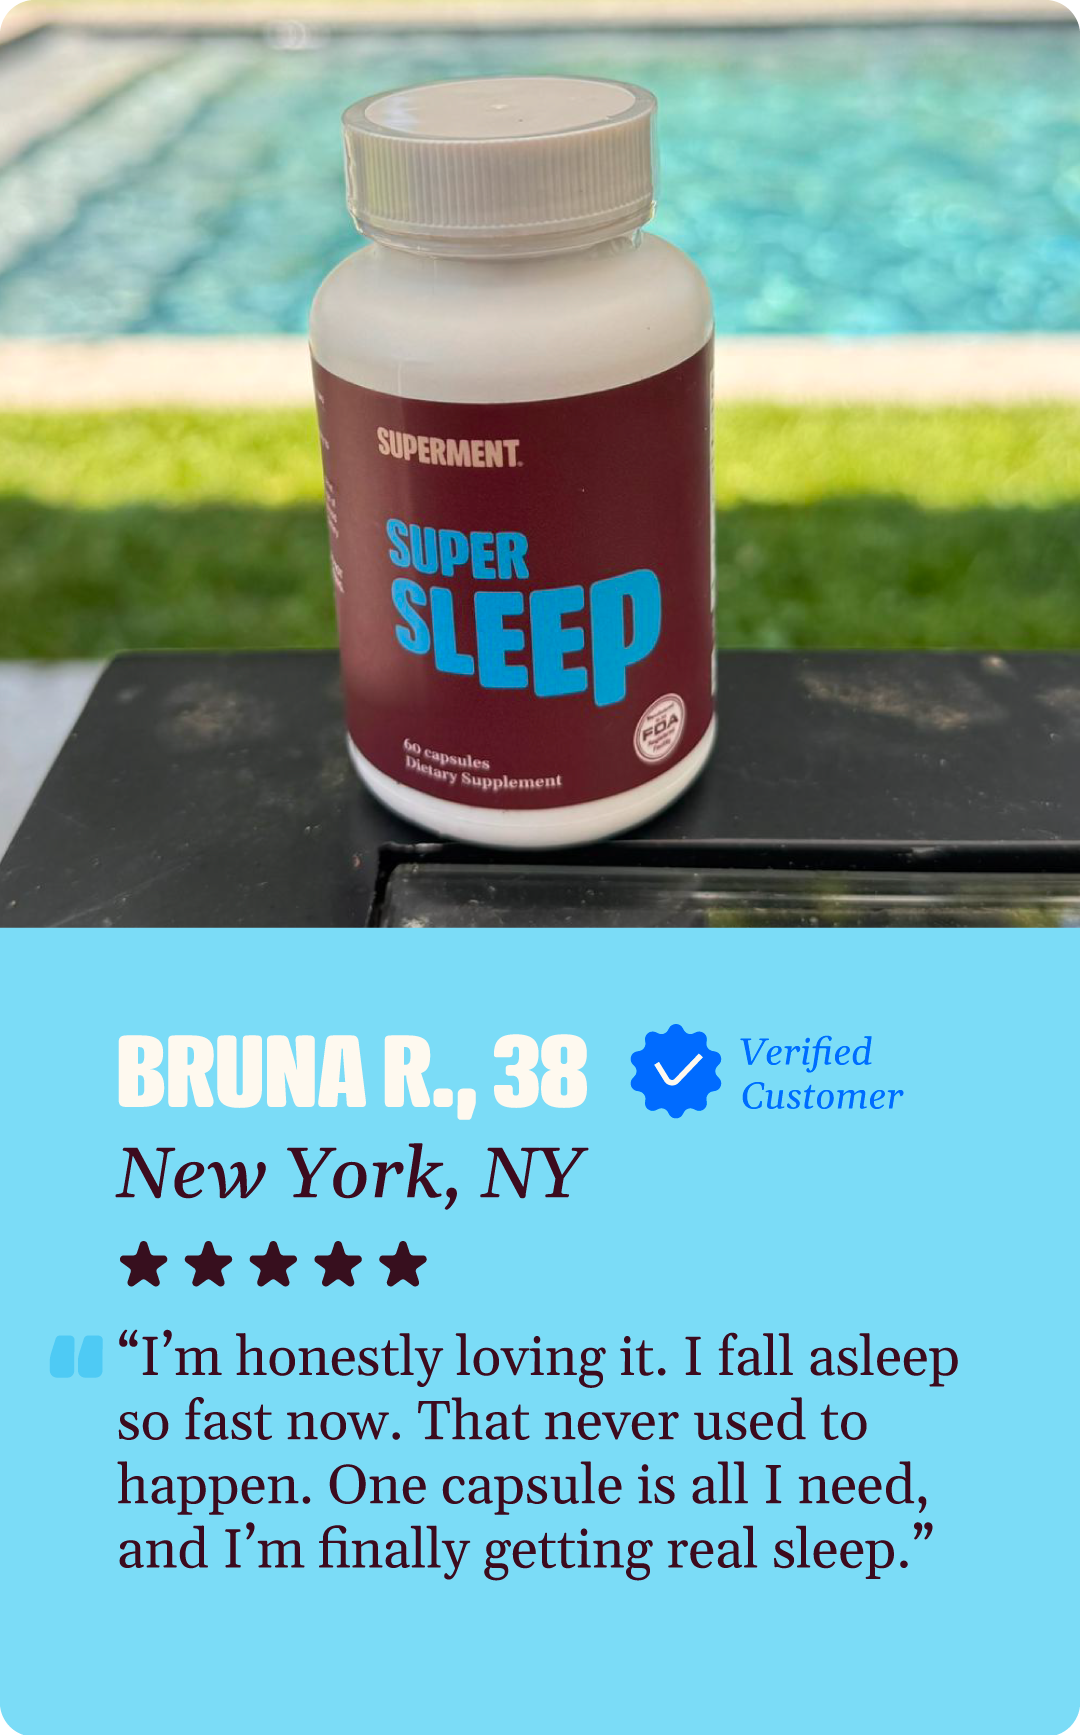 SUPERMENT
SUPER
SLEEP
FDA
60 capsules
Dietary Supplement
BRUNA R., 38
Verified
Customer
New York, NY
“I’m honestly loving it. I fall asleep
so fast now. That never used to
happen. One capsule is all I need,
and I’m finally getting real sleep.”